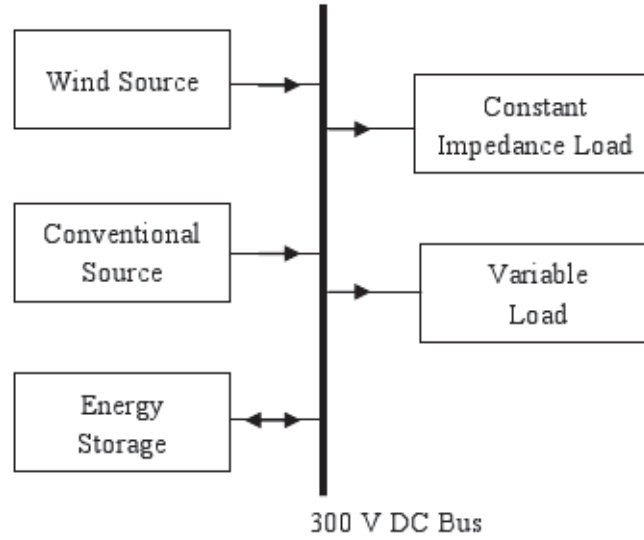 Wind Source
Conventional
Source
Energy
Storage
Constant
Impedance Load
Variable
Load
300 V DC Bus